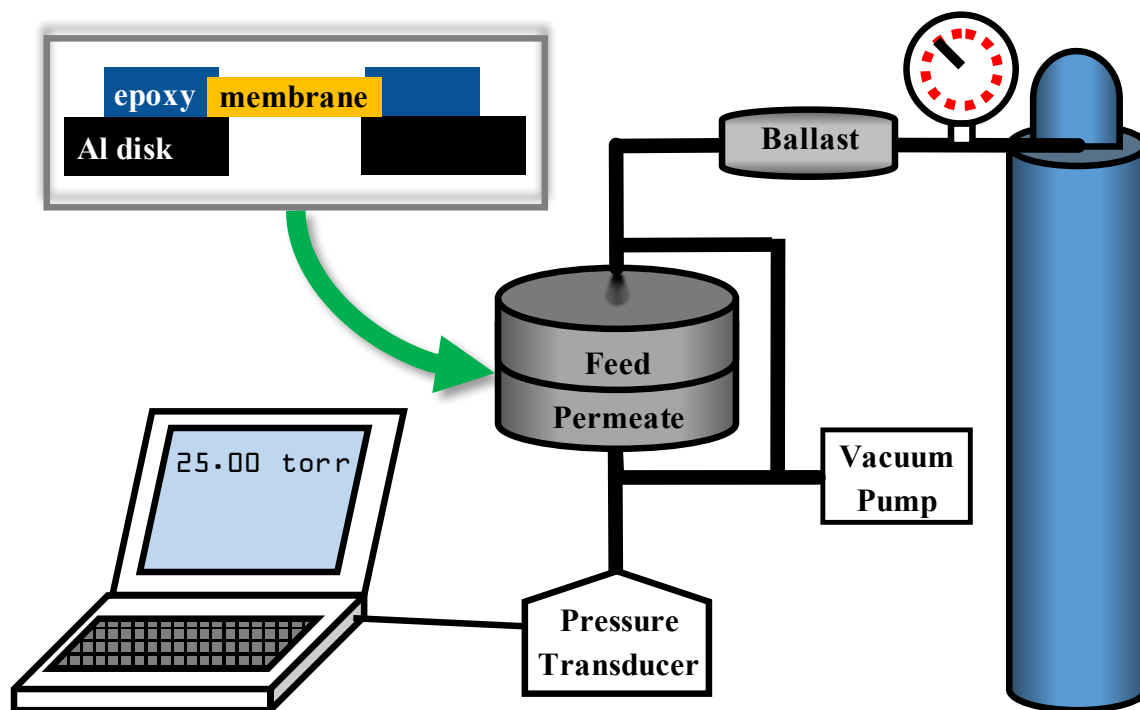 epoxy membrane
Al disk
Ballast
Feed
Permeate
25.00 torr
Vacuum
Pump
Pressure
Transducer